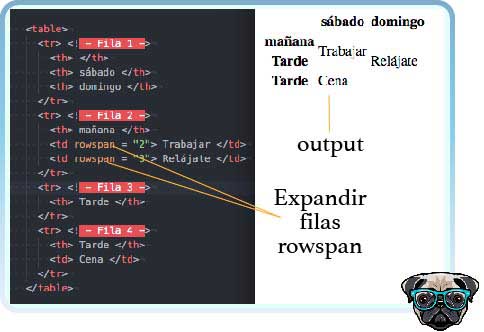 <table>
<tr> <! — Fila 1 —>
<th> </th>
<th> sábado </th>
<th> domingo </th>
</tr>
<tr> <! — Fila 2 —>
<th> mañana </th>
<td rowspan = "2"> Trabajar </td>
<td rowspan = "3"> Relájate </td>
</tr>
<tr> <! — Fila 3 —>
<th> Tarde </th>
</tr>
<tr> <! — Fila 4 —>
<th> Tarde </th>
<td> Cena </td>
</tr>
</table>
sábado domingo
mañana
Trabajar
Tarde Relájate
Tarde Cena
output
Expandir
filas
rowspan